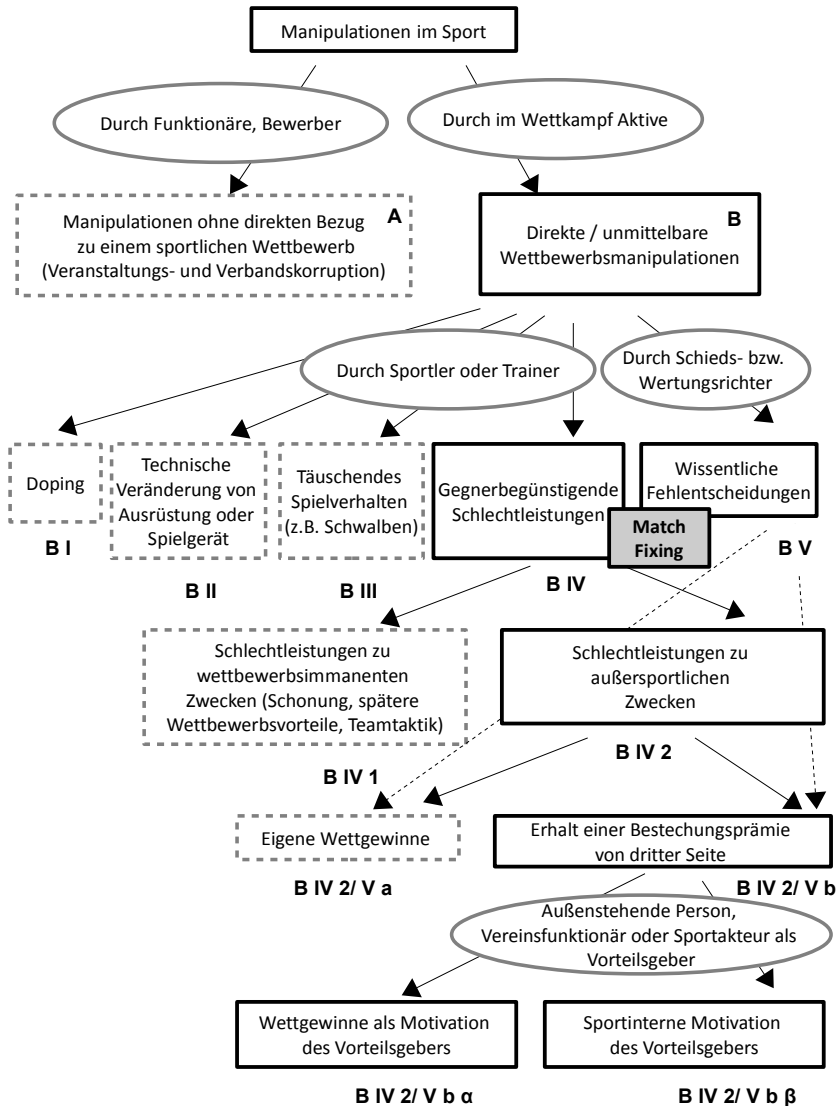 Manipulationen im Sport
Durch Funktionäre, Bewerber
Durch im Wettkampf Aktive
A
Manipulationen ohne direkten Bezug
zu einem sportlichen Wettbewerb
(Veranstaltungs- und Verbandskorruption)
B
Direkte / unmittelbare
Wettbewerbsmanipulationen
Durch Sportler oder Trainer
Durch Schieds- bzw.
Wertungsrichter
Doping
B I
Technische
Veränderung von
Ausrüstung oder
Spielgerät
B II
Täuschendes
Spielverhalten
(z.B. Schwalben)
B III
Gegnerbegünstigende
Schlechtleistungen
B IV
Wissentliche
Fehlentscheidungen
B V
Match
Fixing
Schlechtleistungen zu
wettbewerbsimmanenten
Zwecken (Schonung, spätere
Wettbewerbsvorteile, Teamtaktik)
B IV 1
Schlechtleistungen zu
außersportlichen
Zwecken
B IV 2
Eigene Wettgewinne
B IV 2/ V a
Erhalt einer Bestechungsprämie
von dritter Seite
B IV 2/ V b
Außenstehende Person,
Vereinsfunktionär oder Sportakteur als
Vorteilsgeber
Wettgewinne als Motivation
des Vorteilsgebers
B IV 2/ V b α
Sportinterne Motivation
des Vorteilsgebers
B IV 2/ V b β